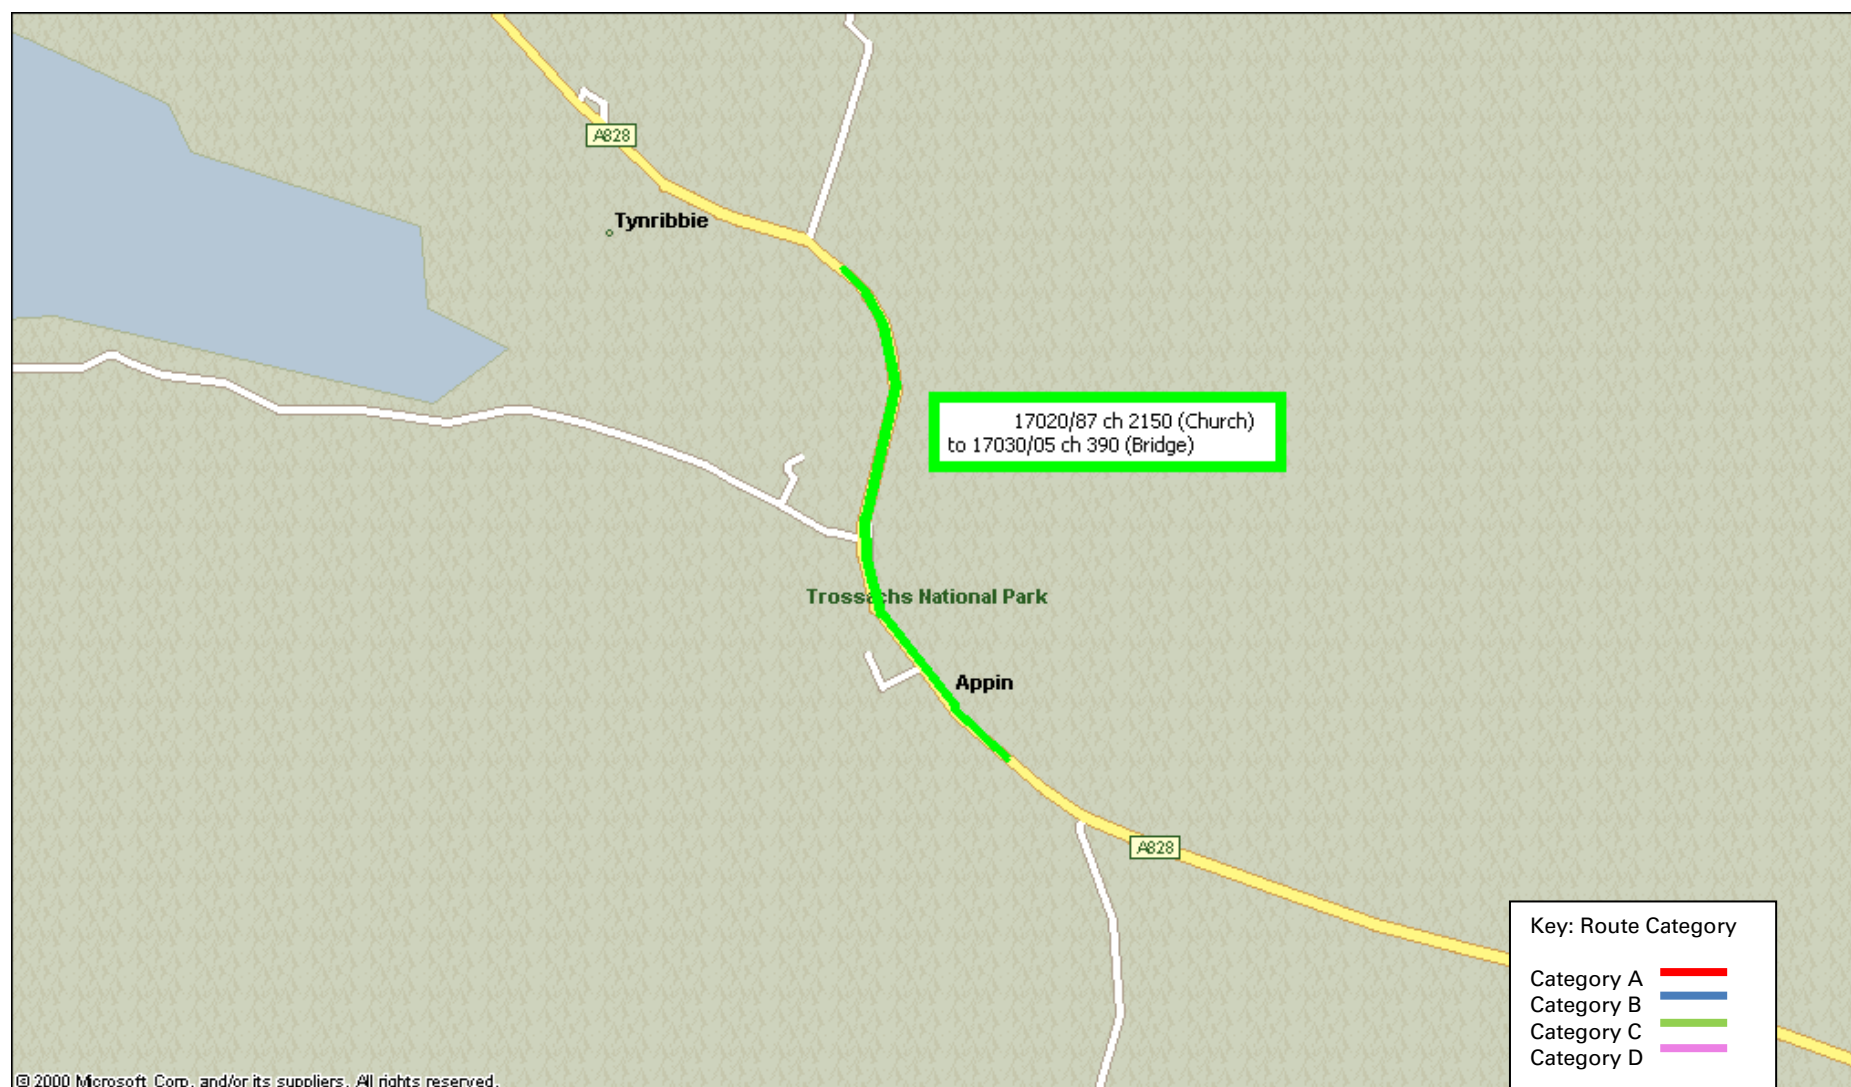 A828
Tynribbie
17020/87 ch 2150 (Church)
to 17030/05 ch 390 (Bridge)
Trossachs National Park
Appin
A828
Key: Route Category
Category A
Category B
Category C
Category D
© 2000 Microsoft Corp. and/or its suppliers. All rights reserved.